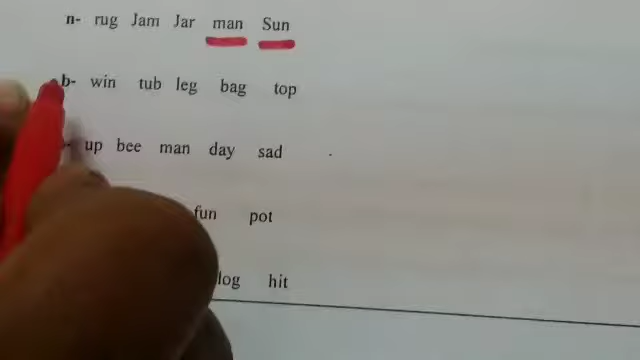 n- rug Jam Jar man Sun
b- win tub leg bag top
up bee man day sad
fun pot
log hit